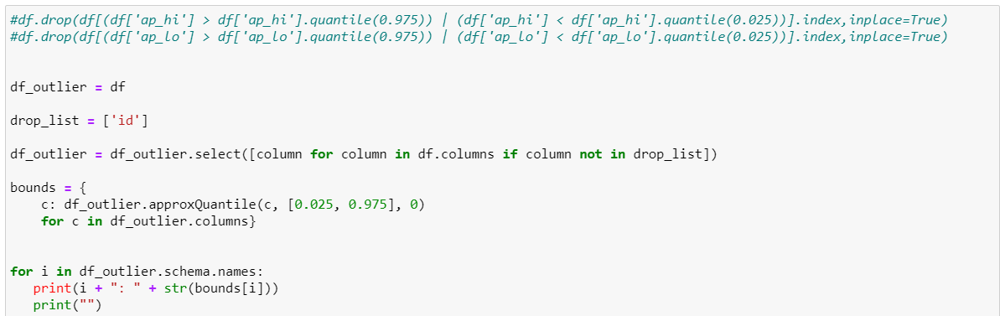 #df.drop(df[(df['ap_hi'] > df['ap_hi'].quantile(0.975)) | (df['ap_hi'] < df['ap_hi'].quantile(0.025))].index,inplace=True)
#df.drop(df[(df['ap_lo'] > df['ap_lo'].quantile(0.975)) | (df['ap_lo'] < df['ap_lo'].quantile(0.025))].index,inplace=True)
df_outlier = df
drop_list = ['id']
df_outlier = df_outlier.select([column for column in df.columns if column not in drop_list])
bounds = {
    c: df_outlier.approxQuantile(c, [0.025, 0.975], 0)
    for c in df_outlier.columns}
for i in df_outlier.schema.names:
   print(i + ": " + str(bounds[i]))
   print("")